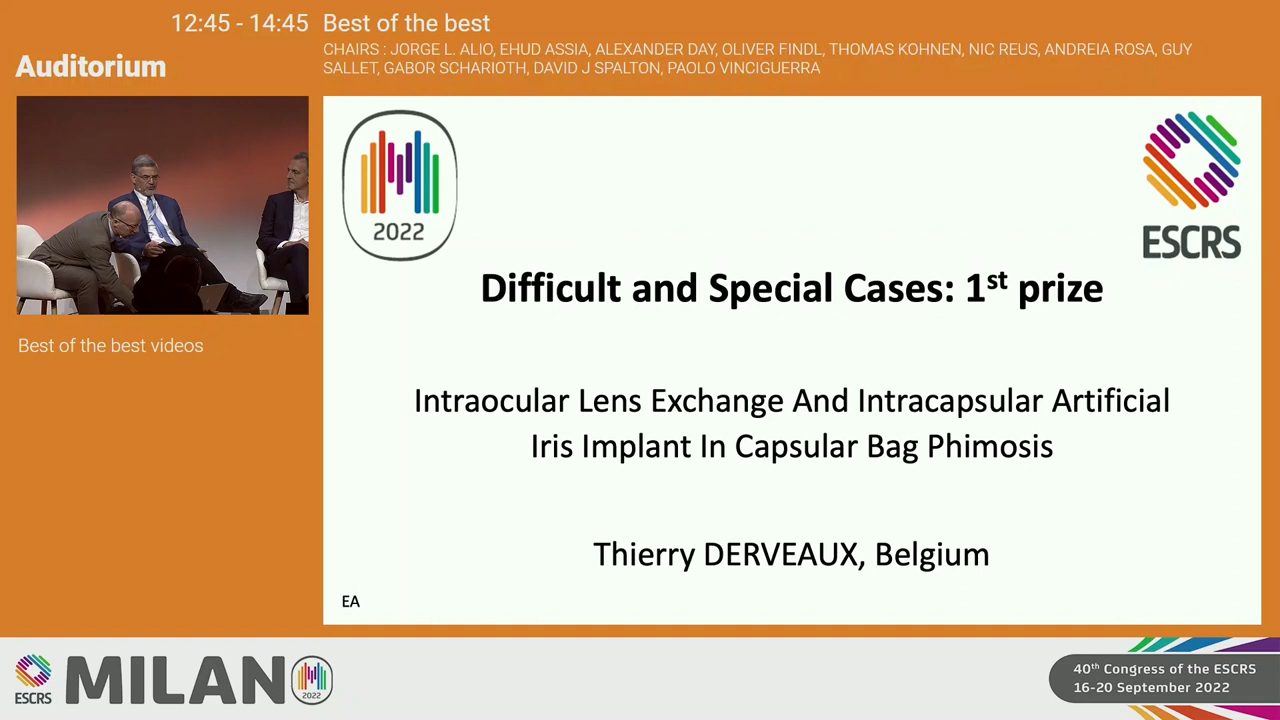 12:45 - 14:45
Best of the best
CHAIRS : JORGE L. ALIO, EHUD ASSIA, ALEXANDER DAY, OLIVER FINDL, THOMAS KOHNEN, NIC REUS, ANDREIA ROSA, GUY
SALLET, GABOR SCHARIOTH, DAVID J SPALTON, PAOLO VINCIGUERRA
Auditorium
Best of the best videos
2022
ESCRS
Difficult and Special Cases: 1st prize
Intraocular Lens Exchange And Intracapsular Artificial
Iris Implant In Capsular Bag Phimosis
Thierry DERVEAUX, Belgium
EA
ESCRS
MILANO
2022
40th Congress of the ESCRS
16-20 September 2022